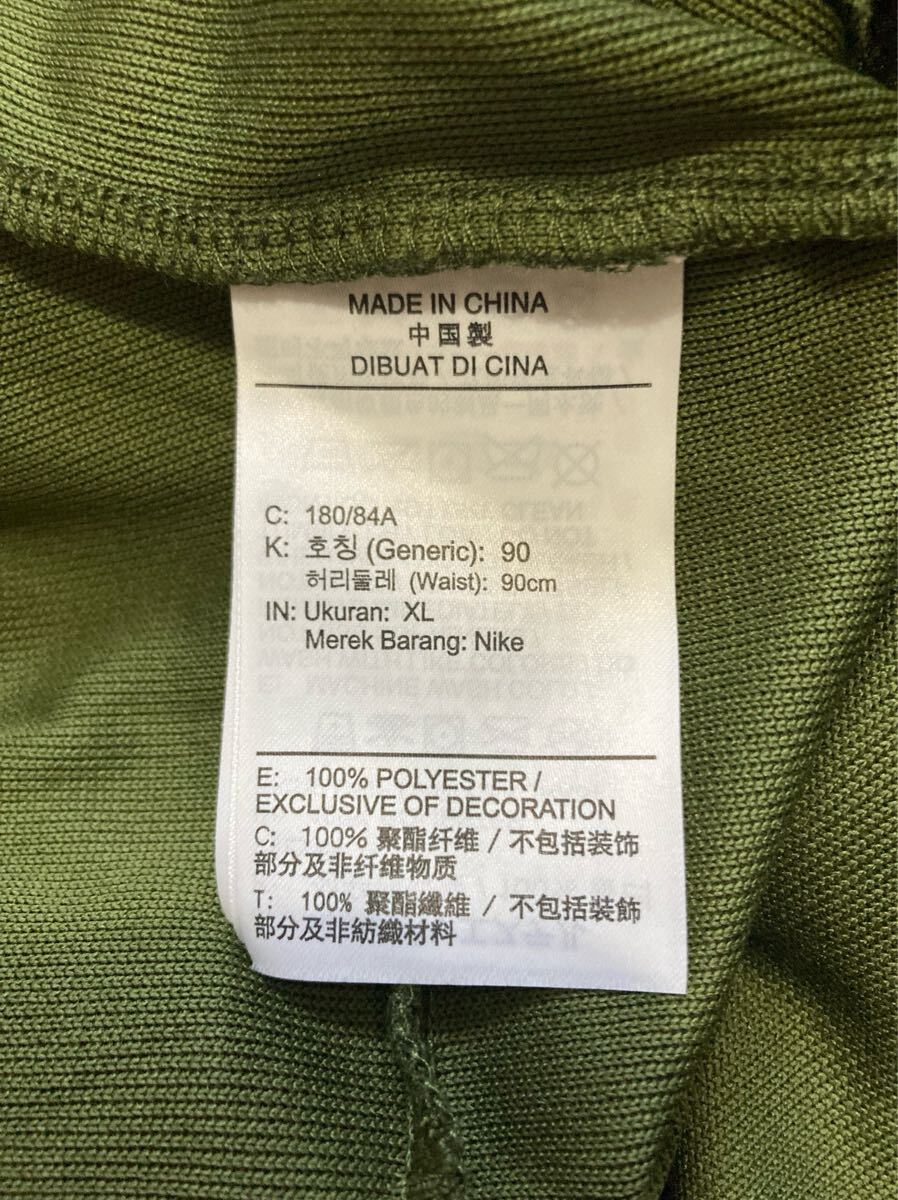 MADE IN CHINA
中国製
DIBUAT DI CINA
C: 180/84A
K: 호칭 (Generic): 90
허리둘레 (Waist): 90cm
IN: Ukuran: XL
Merek Barang: Nike
E: 100% POLYESTER /
EXCLUSIVE OF DECORATION
C: 100% 聚酯纤维 / 不包括装饰
部分及非纤维物质
T: 100% 聚酯纖維 / 不包括裝飾
部分及非紡織材料